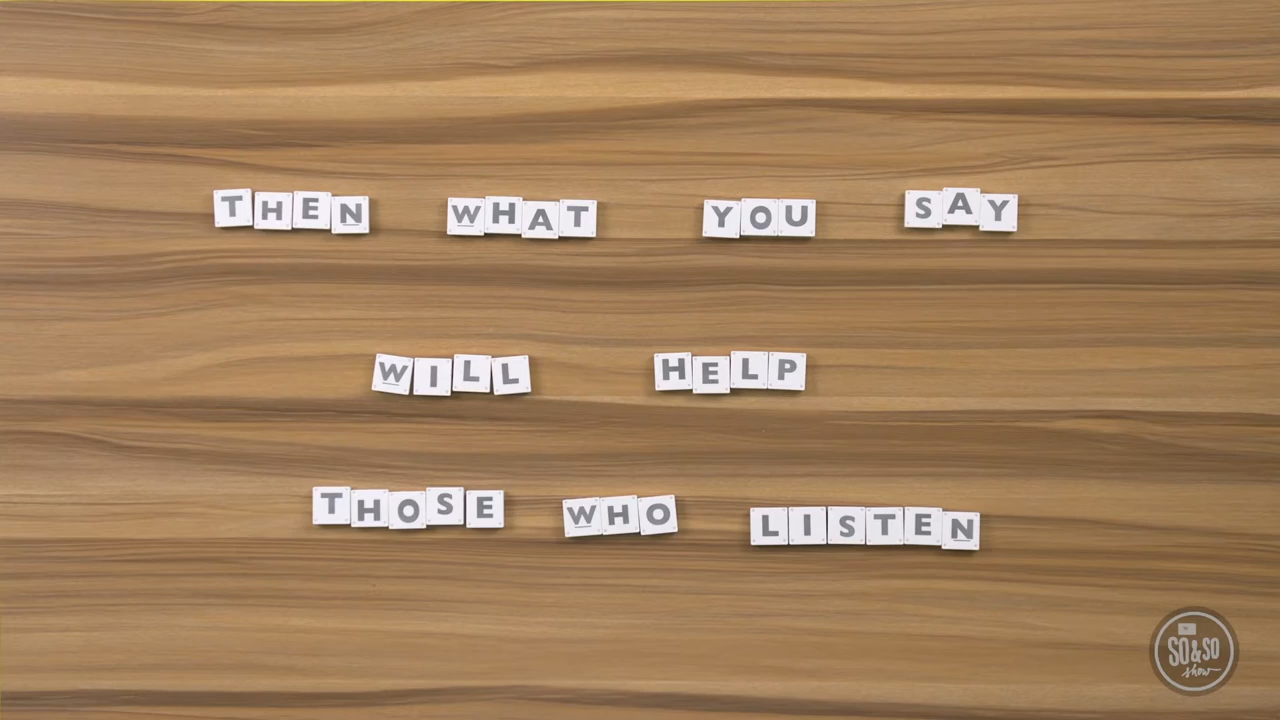 THEN WHAT YOU SAY
WILL HELP
THOSE WHO LISTEN
SO & SO
show